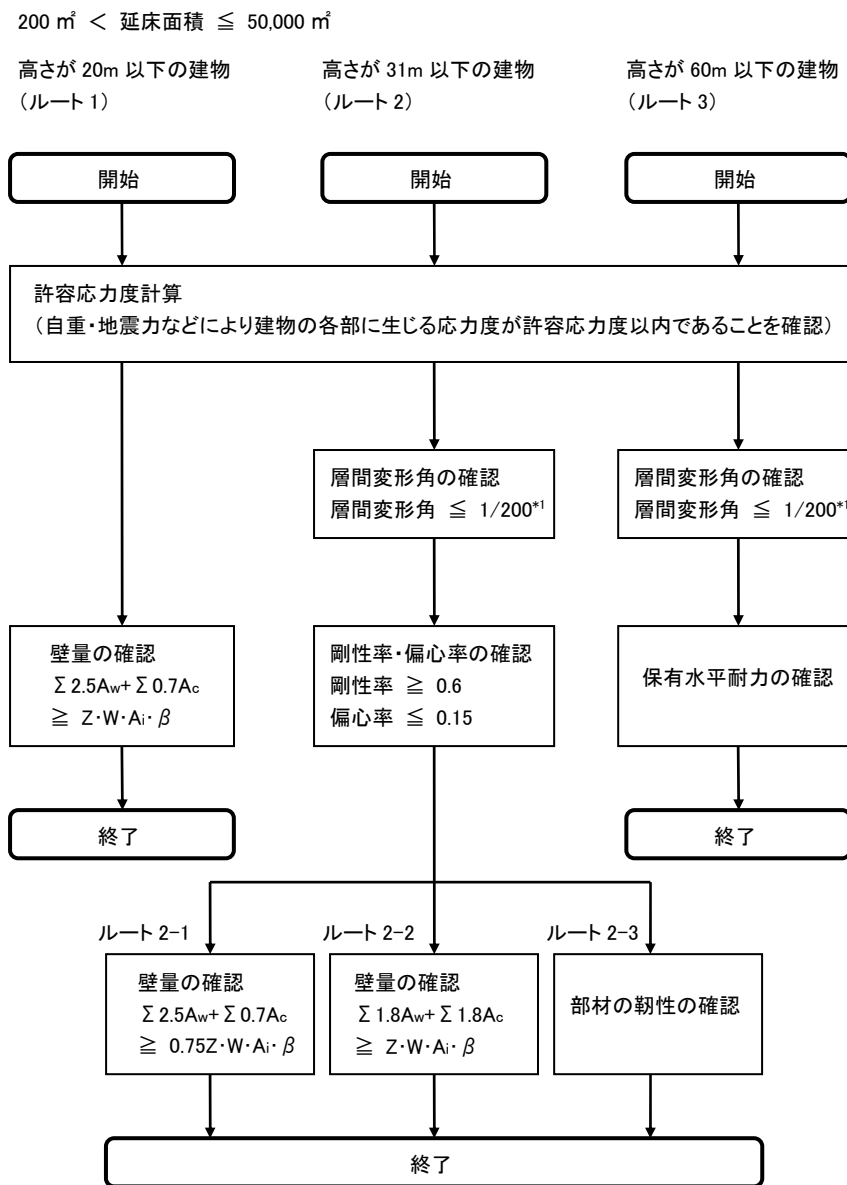 200 ㎡ < 延床面積 ≦ 50,000 ㎡
高さが 20m 以下の建物
（ルート 1）
高さが 31m 以下の建物
（ルート 2）
高さが 60m 以下の建物
（ルート 3）
開始
開始
開始
許容応力度計算
（自重・地震力などにより建物の各部に生じる応力度が許容応力度以内であることを確認）
層間変形角の確認
層間変形角 ≦ 1/200*1
層間変形角の確認
層間変形角 ≦ 1/200*1
壁量の確認
Σ2.5Aw+Σ0.7Ac
≧ Z・W・Ai・β
剛性率・偏心率の確認
剛性率 ≧ 0.6
偏心率 ≦ 0.15
保有水平耐力の確認
終了
終了
ルート 2-1
壁量の確認
Σ2.5Aw+Σ0.7Ac
≧ 0.75Z・W・Ai・β
ルート 2-2
壁量の確認
Σ1.8Aw+Σ1.8Ac
≧ Z・W・Ai・β
ルート 2-3
部材の靭性の確認
終了